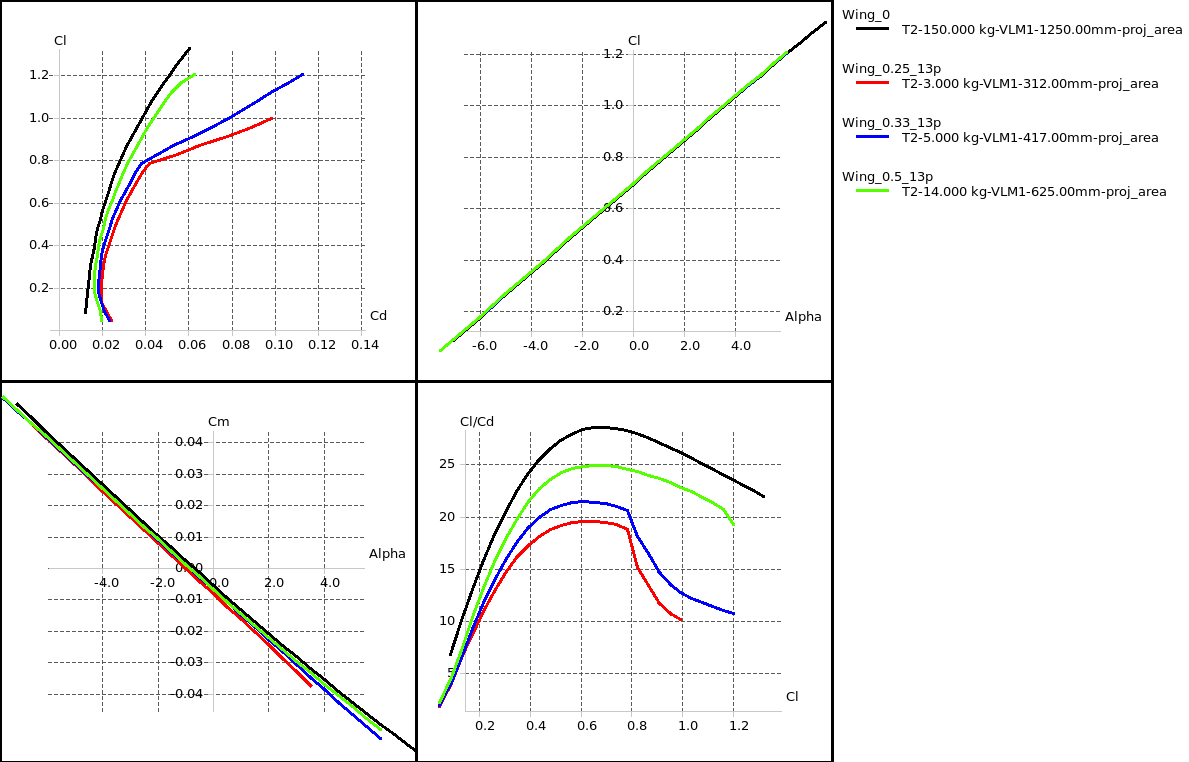 Cl
1.2
1.0
0.8
0.6
0.4
0.2
Cd
0.00 0.02 0.04 0.06 0.08 0.10 0.12 0.14
Cl
1.2
1.0
0.8
0.6
0.4
0.2
Alpha
-6.0 -4.0 -2.0 0.0 2.0 4.0
Cm
0.04
0.03
0.02
0.01
0.00
-0.01
-0.02
-0.03
-0.04
Alpha
-4.0 -2.0 0.0 2.0 4.0
Cl/Cd
25
20
15
10
5
Cl
0.2 0.4 0.6 0.8 1.0 1.2
Wing_0
T2-150.000 kg-VLM1-1250.00mm-proj_area
Wing_0.25_13p
T2-3.000 kg-VLM1-312.00mm-proj_area
Wing_0.33_13p
T2-5.000 kg-VLM1-417.00mm-proj_area
Wing_0.5_13p
T2-14.000 kg-VLM1-625.00mm-proj_area